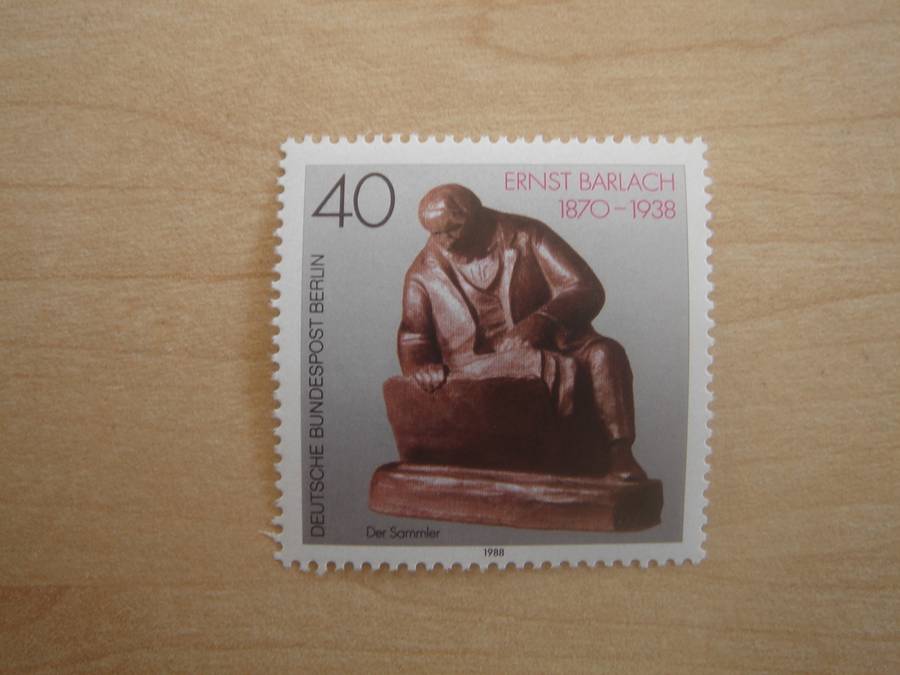 40
ERNST BARLACH
1870-1938
DEUTSCHE BUNDESPOST BERLIN
Der Sammler
1988